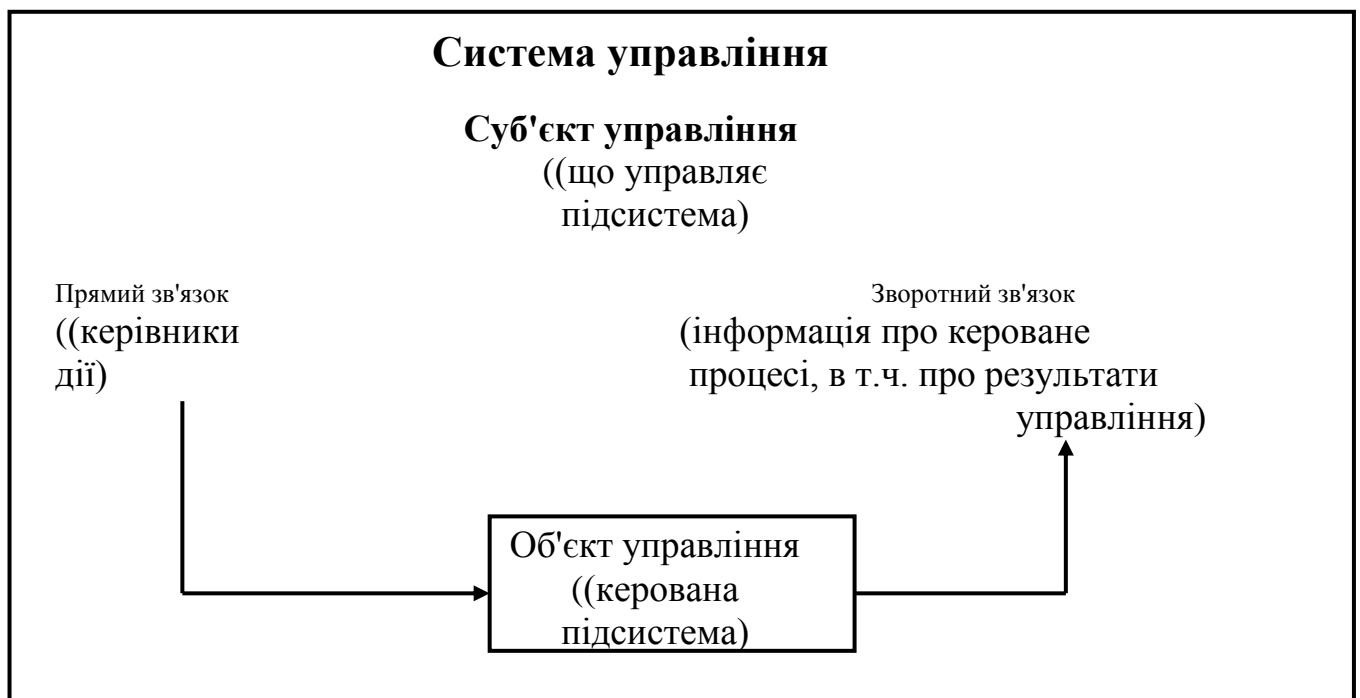 Система управління
Суб'єкт управління
((що управляє
підсистема)
Прямий зв'язок
((керівники
дії)
Зворотний зв'язок
(інформація про кероване
процесі, в т.ч. про результати
управління)
Об'єкт управління
((керована
підсистема)